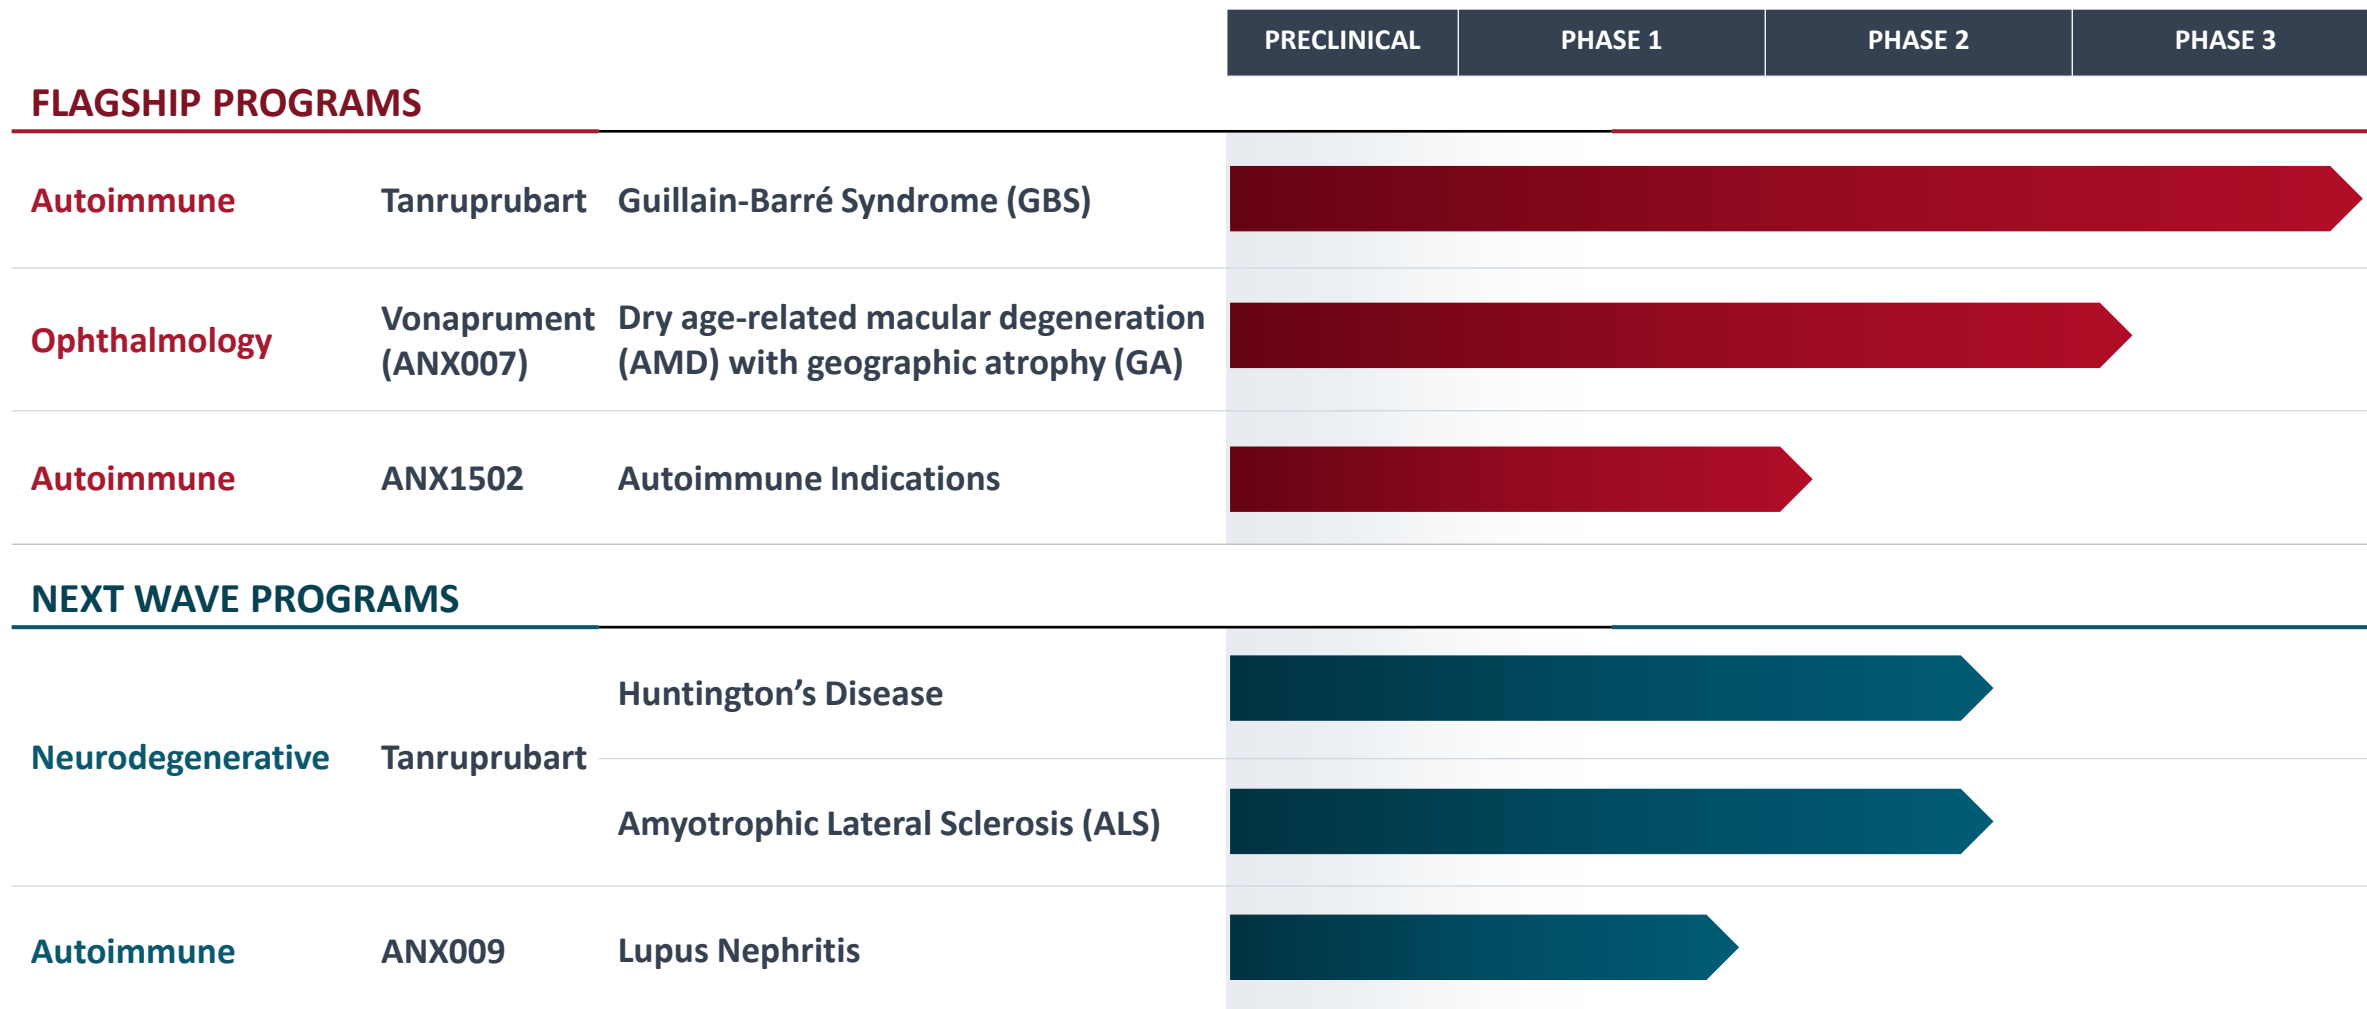 PRECLINICAL PHASE 1 PHASE 2 PHASE 3
FLAGSHIP PROGRAMS
Autoimmune Tanruprubart Guillain-Barré Syndrome (GBS)
Ophthalmology
Vonaprument
(ANX007)
Dry age-related macular degeneration
(AMD) with geographic atrophy (GA)
Autoimmune ANX1502 Autoimmune Indications
NEXT WAVE PROGRAMS
Neurodegenerative Tanruprubart
Huntington’s Disease
Amyotrophic Lateral Sclerosis (ALS)
Autoimmune ANX009 Lupus Nephritis